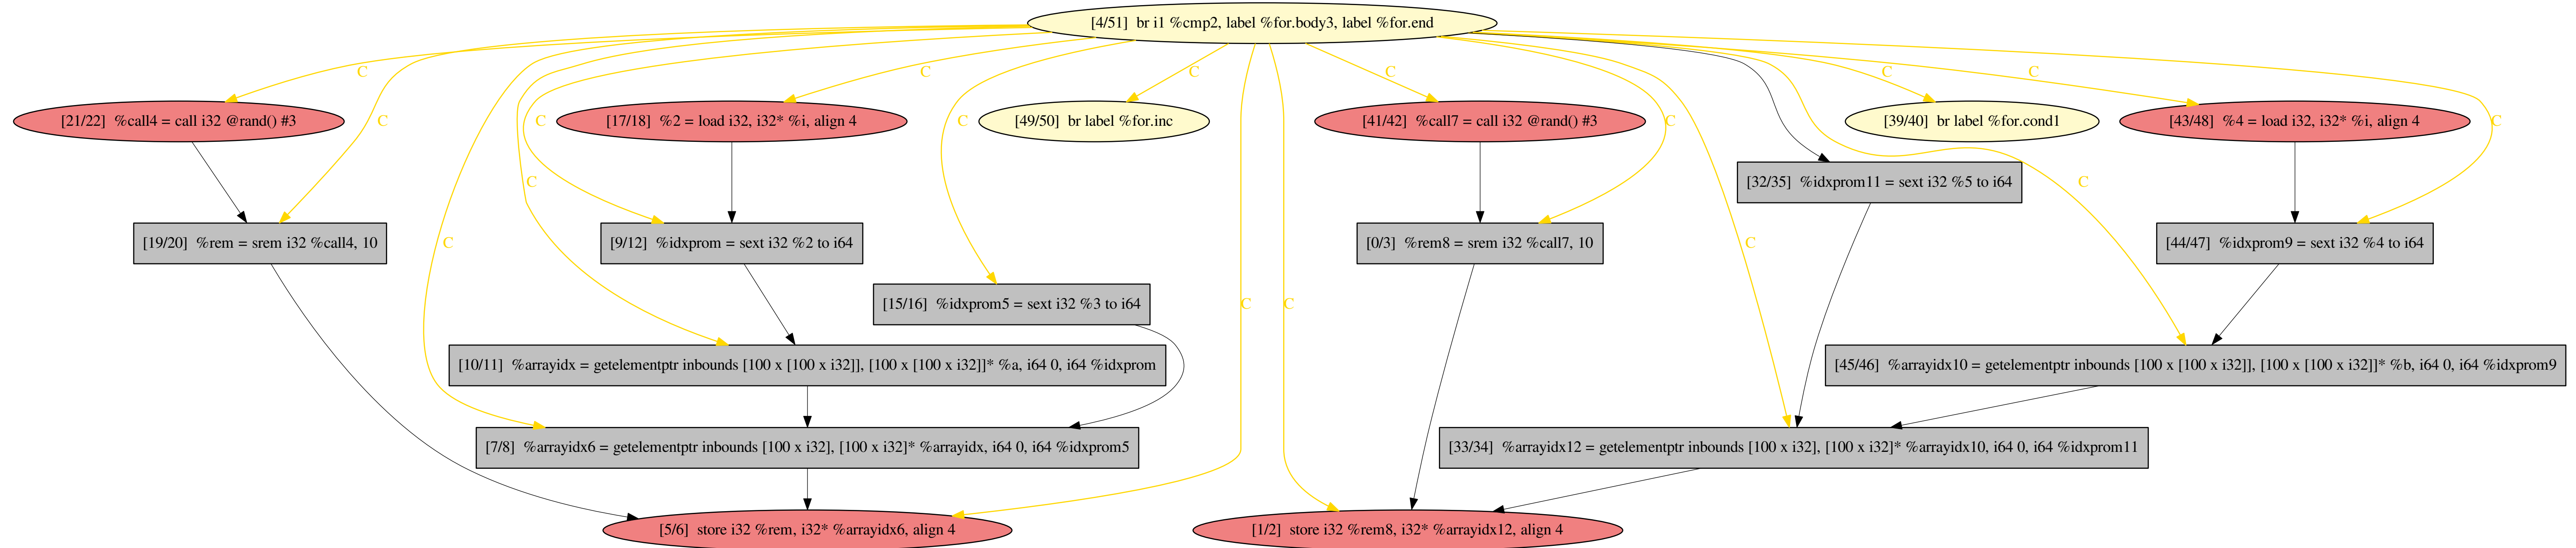 [4/51] br i1 %cmp2, label %for.body3, label %for.end
C
C
C
C
C
C
C
[21/22] %call4 = call i32 @rand() #3
C
C
[17/18] %2 = load i32, i32* %i, align 4
C
[49/50] br label %for.inc
[41/42] %call7 = call i32 @rand() #3
C
[39/40] br label %for.cond1
[43/48] %4 = load i32, i32* %i, align 4
C
C
[32/35] %idxprom11 = sext i32 %5 to i64
C
[19/20] %rem = srem i32 %call4, 10
C
[9/12] %idxprom = sext i32 %2 to i64
[0/3] %rem8 = srem i32 %call7, 10
C
[44/47] %idxprom9 = sext i32 %4 to i64
[15/16] %idxprom5 = sext i32 %3 to i64
C
C
[10/11] %arrayidx = getelementptr inbounds [100 x [100 x i32]], [100 x [100 x i32]]* %a, i64 0, i64 %idxprom
[45/46] %arrayidx10 = getelementptr inbounds [100 x [100 x i32]], [100 x [100 x i32]]* %b, i64 0, i64 %idxprom9
[7/8] %arrayidx6 = getelementptr inbounds [100 x i32], [100 x i32]* %arrayidx, i64 0, i64 %idxprom5
[33/34] %arrayidx12 = getelementptr inbounds [100 x i32], [100 x i32]* %arrayidx10, i64 0, i64 %idxprom11
[5/6] store i32 %rem, i32* %arrayidx6, align 4
[1/2] store i32 %rem8, i32* %arrayidx12, align 4